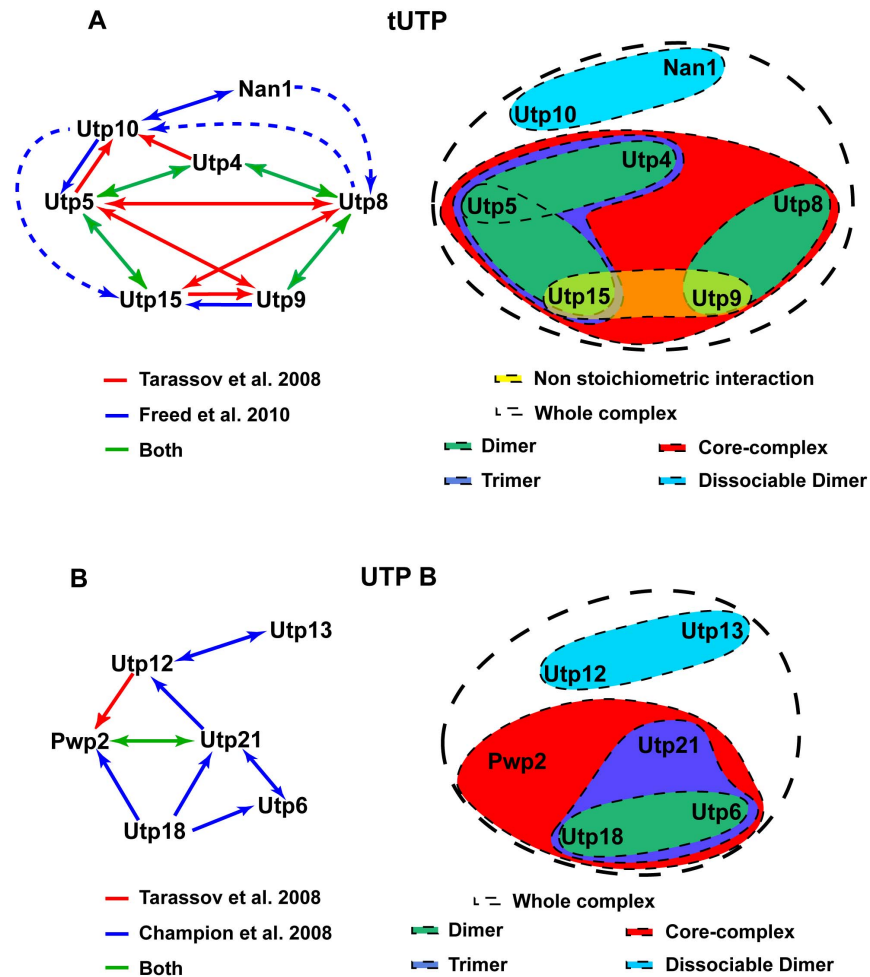 A
tUTP
Nan1
Utp10
Utp4
Utp5
Utp8
Utp15
Utp9
Tarassov et al. 2008
Freed et al. 2010
Both
Nan1
Utp10
Utp4
Utp5
Utp8
Utp15
Utp9
Non stoichiometric interaction
Whole complex
Dimer
Core-complex
Trimer
Dissociable Dimer
B
UTP B
Utp13
Utp12
Pwp2
Utp21
Utp6
Utp18
Tarassov et al. 2008
Champion et al. 2008
Both
Utp13
Utp12
Utp21
Pwp2
Utp6
Utp18
Whole complex
Dimer
Core-complex
Trimer
Dissociable Dimer